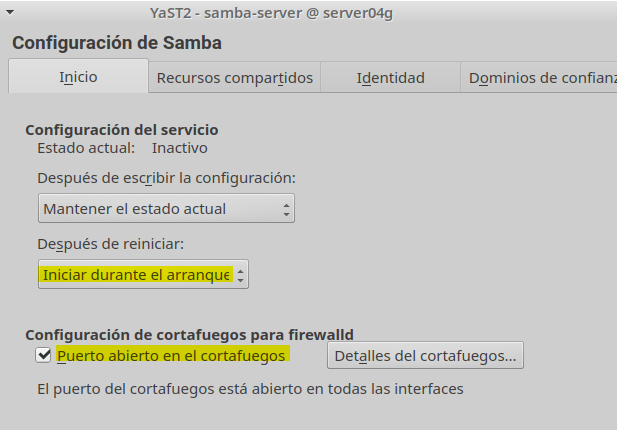 YaST2 - samba-server @ server04g
Configuración de Samba
Inicio Recursos compartidos Identidad Dominios de confianz
Configuración del servicio
Estado actual: Inactivo
Después de escribir la configuración:
Mantener el estado actual
Después de reiniciar:
Iniciar durante el arranque
Configuración de cortafuegos para firewalld
Puerto abierto en el cortafuegos Detalles del cortafuegos...
El puerto del cortafuegos está abierto en todas las interfaces